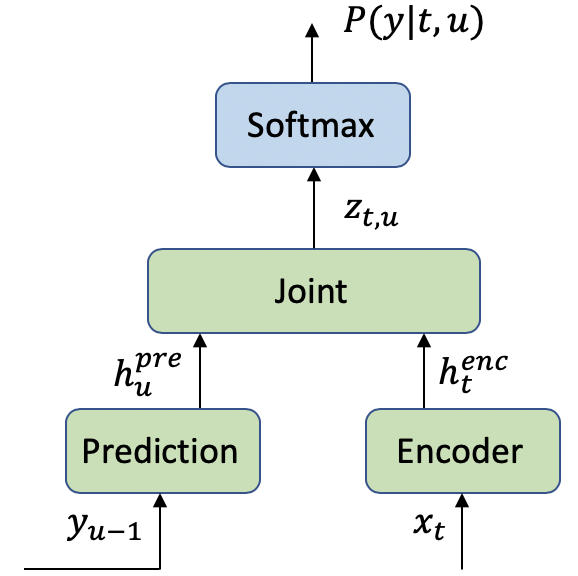 P(y|t, u)
Softmax
z_{t,u}
Joint
h_u^{pre}
h_t^{enc}
Prediction
Encoder
y_{u−1}
x_t